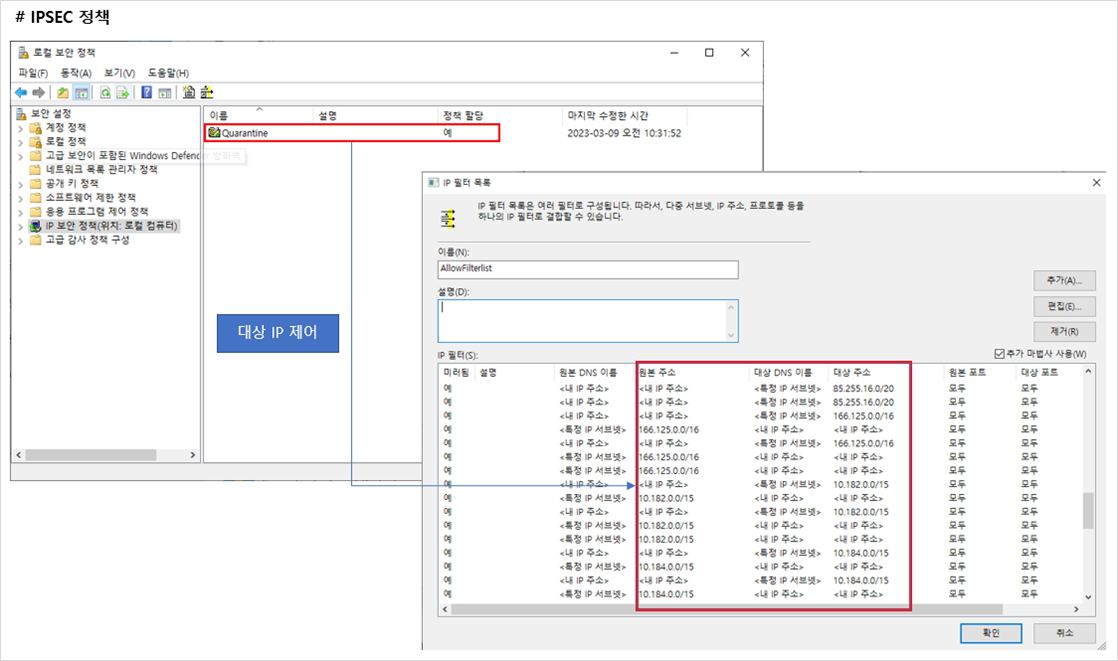 # IPSEC 정책
로컬 보안 정책
파일(F) 동작(A) 보기(V) 도움말(H)
보안 설정
계정 정책
로컬 정책
고급 보안이 포함된 Windows Defender 방화벽
네트워크 목록 관리자 정책
공개 키 정책
소프트웨어 제한 정책
응용 프로그램 제어 정책
IP 보안 정책(위치: 로컬 컴퓨터)
고급 감사 정책 구성
이름 설명 정책 할당 마지막 수정한 시간
Quarantine 예 2023-03-09 오전 10:31:52
대상 IP 제어
IP 필터 목록
IP 필터 목록은 여러 필터로 구성됩니다. 따라서, 다중 서브넷, IP 주소, 프로토콜 등을
하나의 IP 필터로 결합할 수 있습니다.
이름(N):
AllowFilterlist
설명(D):
추가(A)...
편집(E)...
제거(R)
IP 필터(S):
추가 마법사 사용(W)
미러됨 설명 원본 DNS 이름 원본 주소 대상 DNS 이름 대상 주소 원본 포트 대상 포트
예 <내 IP 주소> <내 IP 주소> <특정 IP 서브넷> 85.255.16.0/20 모두 모두
예 <내 IP 주소> <내 IP 주소> <특정 IP 서브넷> 85.255.16.0/20 모두 모두
예 <내 IP 주소> <내 IP 주소> <특정 IP 서브넷> 166.125.0.0/16 모두 모두
예 <특정 IP 서브넷> 166.125.0.0/16 <내 IP 주소> <내 IP 주소> 모두 모두
예 <내 IP 주소> <내 IP 주소> <특정 IP 서브넷> 166.125.0.0/16 모두 모두
예 <특정 IP 서브넷> 166.125.0.0/16 <내 IP 주소> <내 IP 주소> 모두 모두
예 <특정 IP 서브넷> 166.125.0.0/16 <내 IP 주소> <내 IP 주소> 모두 모두
예 <내 IP 주소> <내 IP 주소> <특정 IP 서브넷> 10.182.0.0/15 모두 모두
예 <특정 IP 서브넷> 10.182.0.0/15 <내 IP 주소> <내 IP 주소> 모두 모두
예 <내 IP 주소> <내 IP 주소> <특정 IP 서브넷> 10.182.0.0/15 모두 모두
예 <특정 IP 서브넷> 10.182.0.0/15 <내 IP 주소> <내 IP 주소> 모두 모두
예 <특정 IP 서브넷> 10.182.0.0/15 <내 IP 주소> <내 IP 주소> 모두 모두
예 <내 IP 주소> <내 IP 주소> <특정 IP 서브넷> 10.184.0.0/15 모두 모두
예 <특정 IP 서브넷> 10.184.0.0/15 <내 IP 주소> <내 IP 주소> 모두 모두
예 <내 IP 주소> <내 IP 주소> <특정 IP 서브넷> 10.184.0.0/15 모두 모두
예 <특정 IP 서브넷> 10.184.0.0/15 <내 IP 주소> <내 IP 주소> 모두 모두
확인 취소